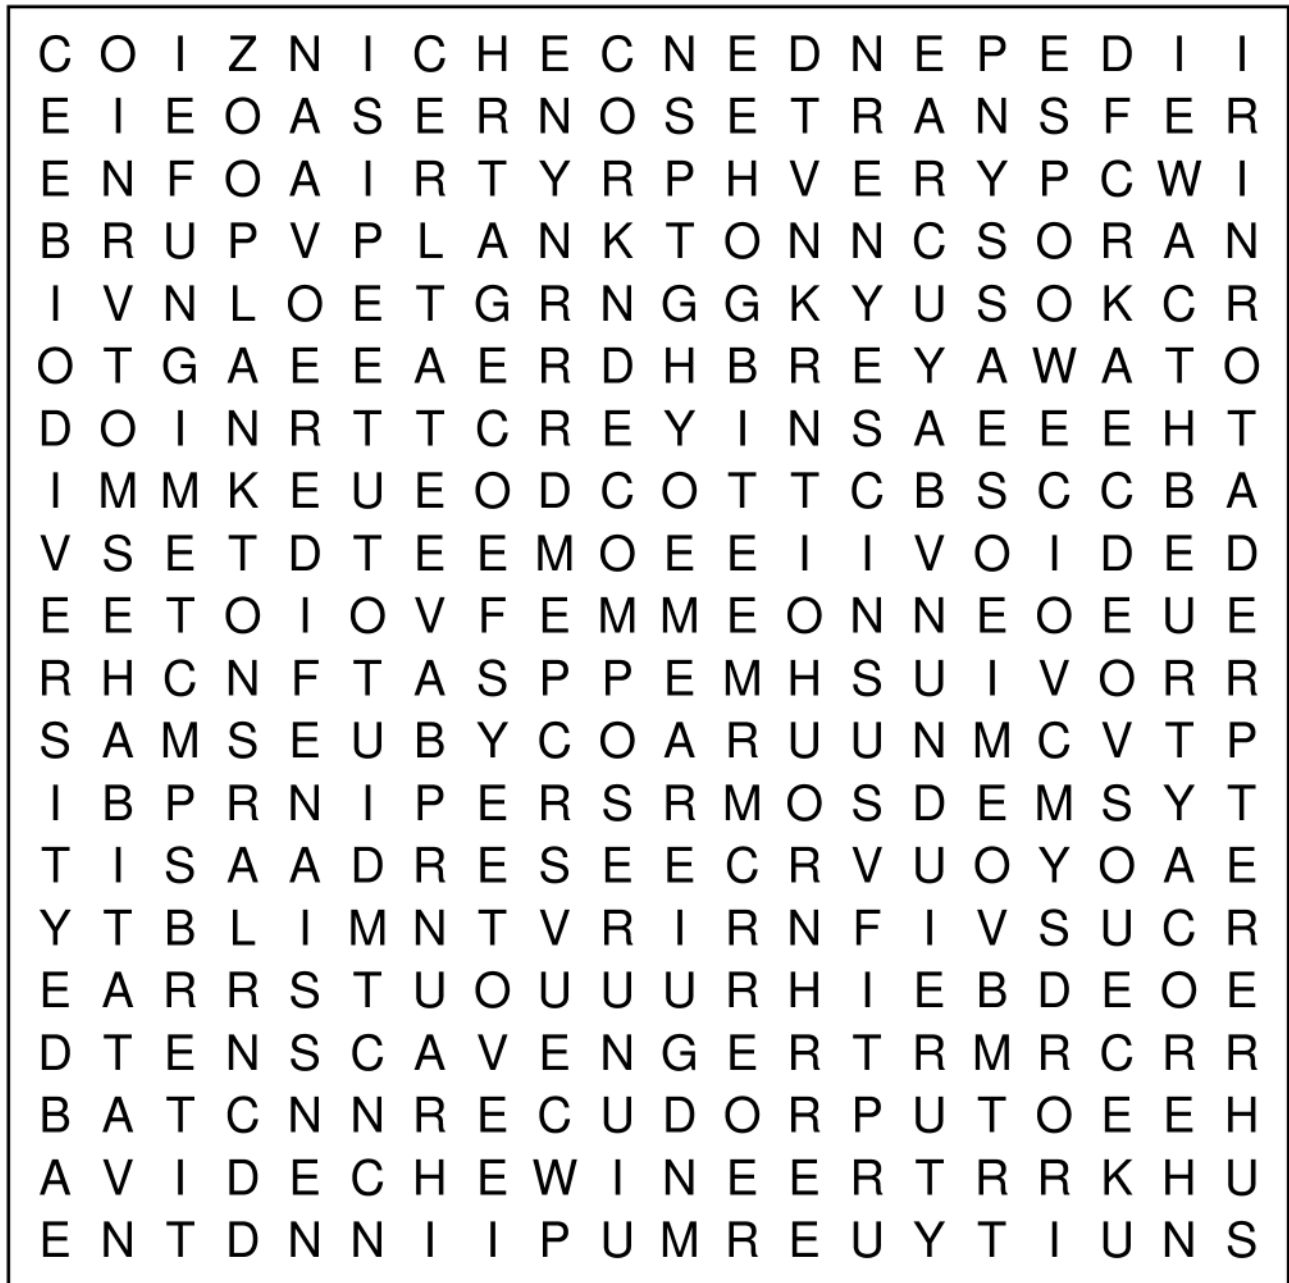 C O I Z N I C H E C N E D N E P E D I I
E I E O A S E R N O S E T R A N S F E R
E N F O A I R T Y R P H V E R Y P C W I
B R U P V P L A N K T O N N C S O R A N
I V N L O E T G R N G G K Y U S O K C R
O T G A E E A E R D H B R E Y A W A T O
D O I N R T T C R E Y I N S A E E E H T
I M M K E U E O D C O T T C B S C C B A
V S E T D T E E M O E E I I V O I D E D
E E T O I O V F E M M E O N N E O E U E
R H C N F T A S P P E M H S U I V O R R
S A M S E U B Y C O A R U U N M C V T P
I B P R N I P E R S R M O S D E M S Y T
T I S A A D R E S E E C R V U O Y O A E
Y T B L I M N T V R I R N F I V S U C R
E A R R S T U O U U U R H I E B D E O E
D T E N S C A V E N G E R T R M R C R R
B A T C N N R E C U D O R P U T O E E H
A V I D E C H E W I N E E R T R R K H U
E N T D N N I I P U M R E U Y T I U N S